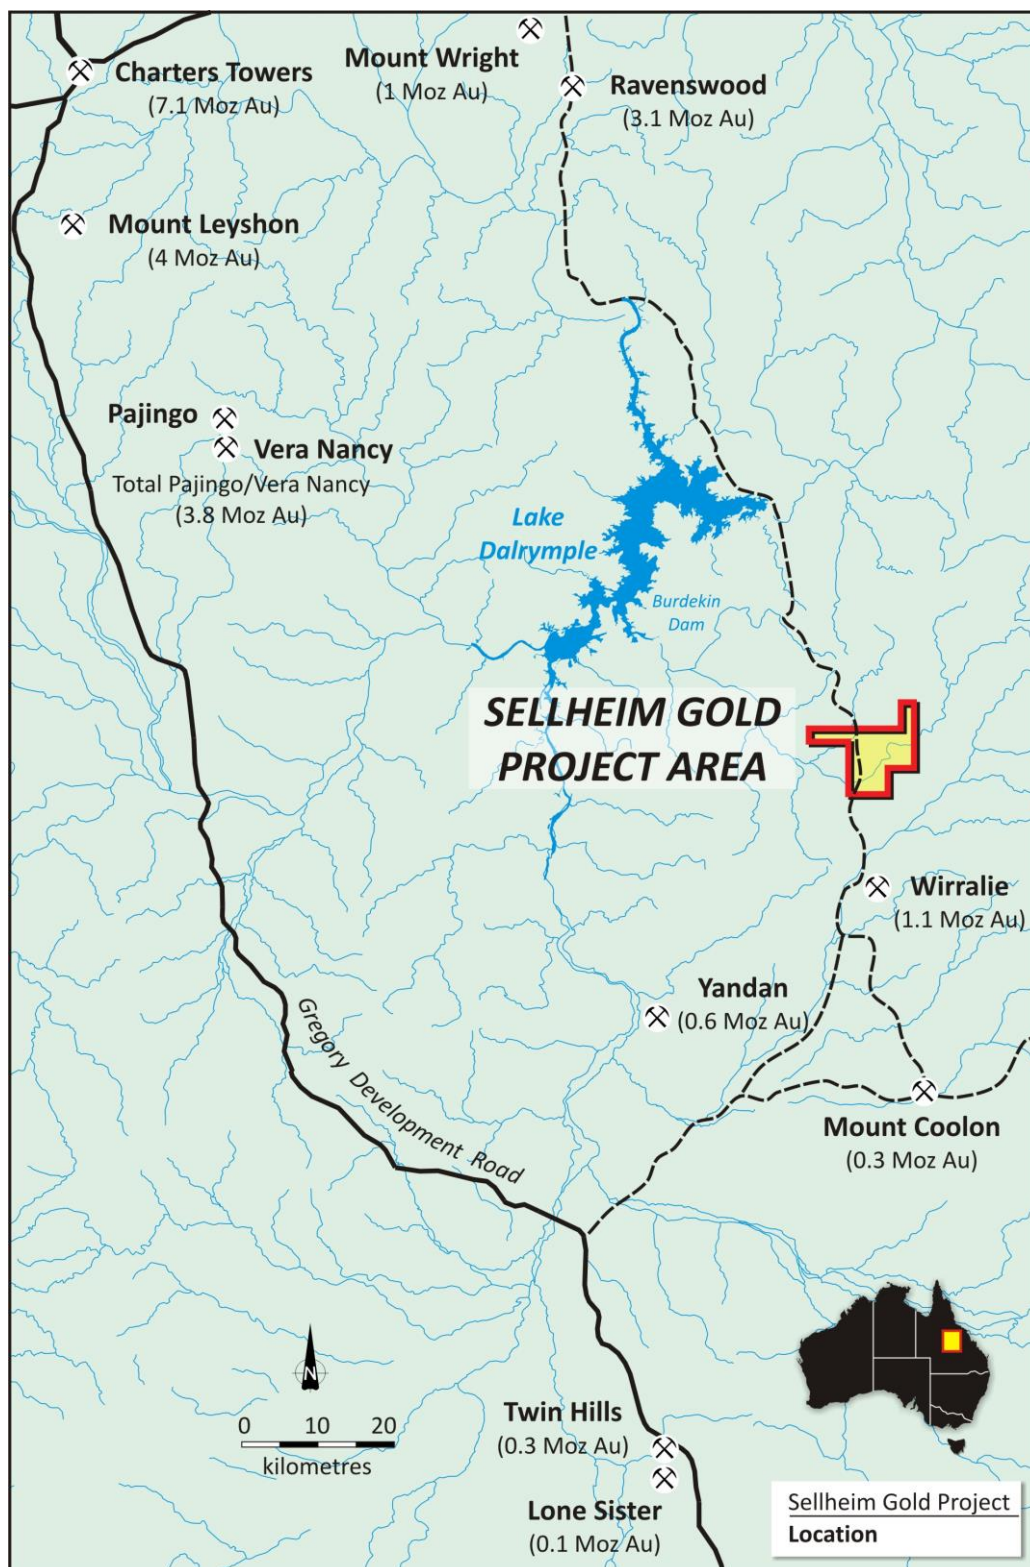 Mount Wright
(1 Moz Au)
Charters Towers
(7.1 Moz Au)
Ravenswood
(3.1 Moz Au)
Mount Leyshon
(4 Moz Au)
Pajingo
Vera Nancy
Total Pajingo/Vera Nancy
(3.8 Moz Au)
Lake
Dalrymple
Burdekin
Dam
SELLHEIM GOLD
PROJECT AREA
Wirralie
(1.1 Moz Au)
Yandan
(0.6 Moz Au)
Gregory Development Road
Mount Coolon
(0.3 Moz Au)
N
0 10 20
kilometres
Twin Hills
(0.3 Moz Au)
Lone Sister
(0.1 Moz Au)
Sellheim Gold Project
Location